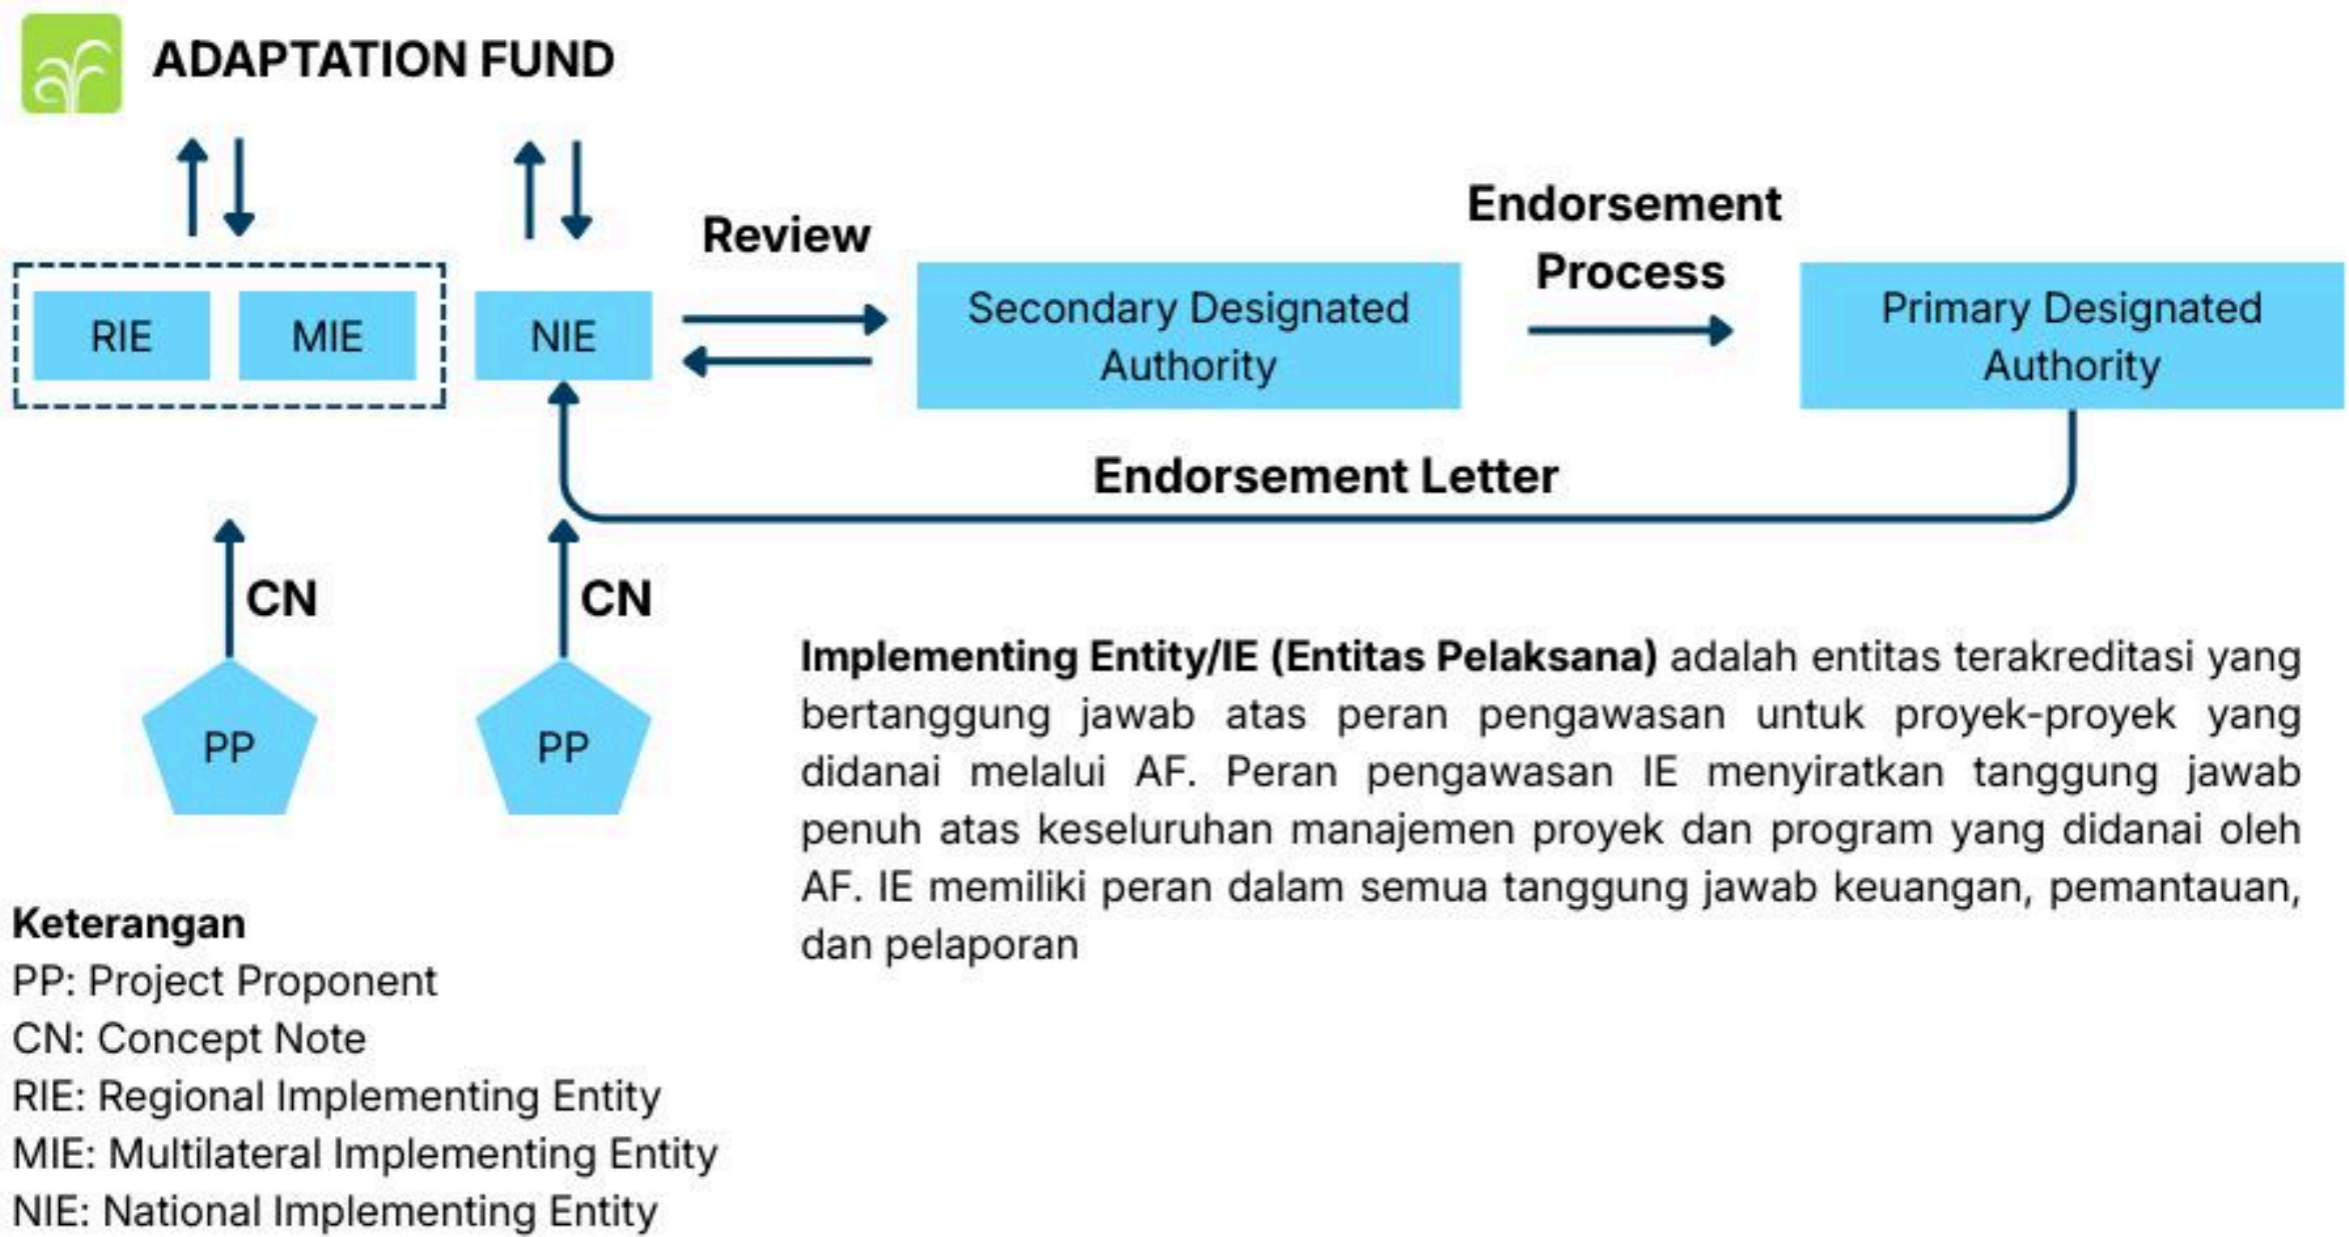 ADAPTATION FUND
Review
Endorsement
Process
RIE
MIE
NIE
Secondary Designated
Authority
Primary Designated
Authority
Endorsement Letter
CN
CN
PP
PP
Implementing Entity/IE (Entitas Pelaksana) adalah entitas terakreditasi yang
bertanggung jawab atas peran pengawasan untuk proyek-proyek yang
didanai melalui AF. Peran pengawasan IE menyiratkan tanggung jawab
penuh atas keseluruhan manajemen proyek dan program yang didanai oleh
AF. IE memiliki peran dalam semua tanggung jawab keuangan, pemantauan,
dan pelaporan
Keterangan
PP: Project Proponent
CN: Concept Note
RIE: Regional Implementing Entity
MIE: Multilateral Implementing Entity
NIE: National Implementing Entity